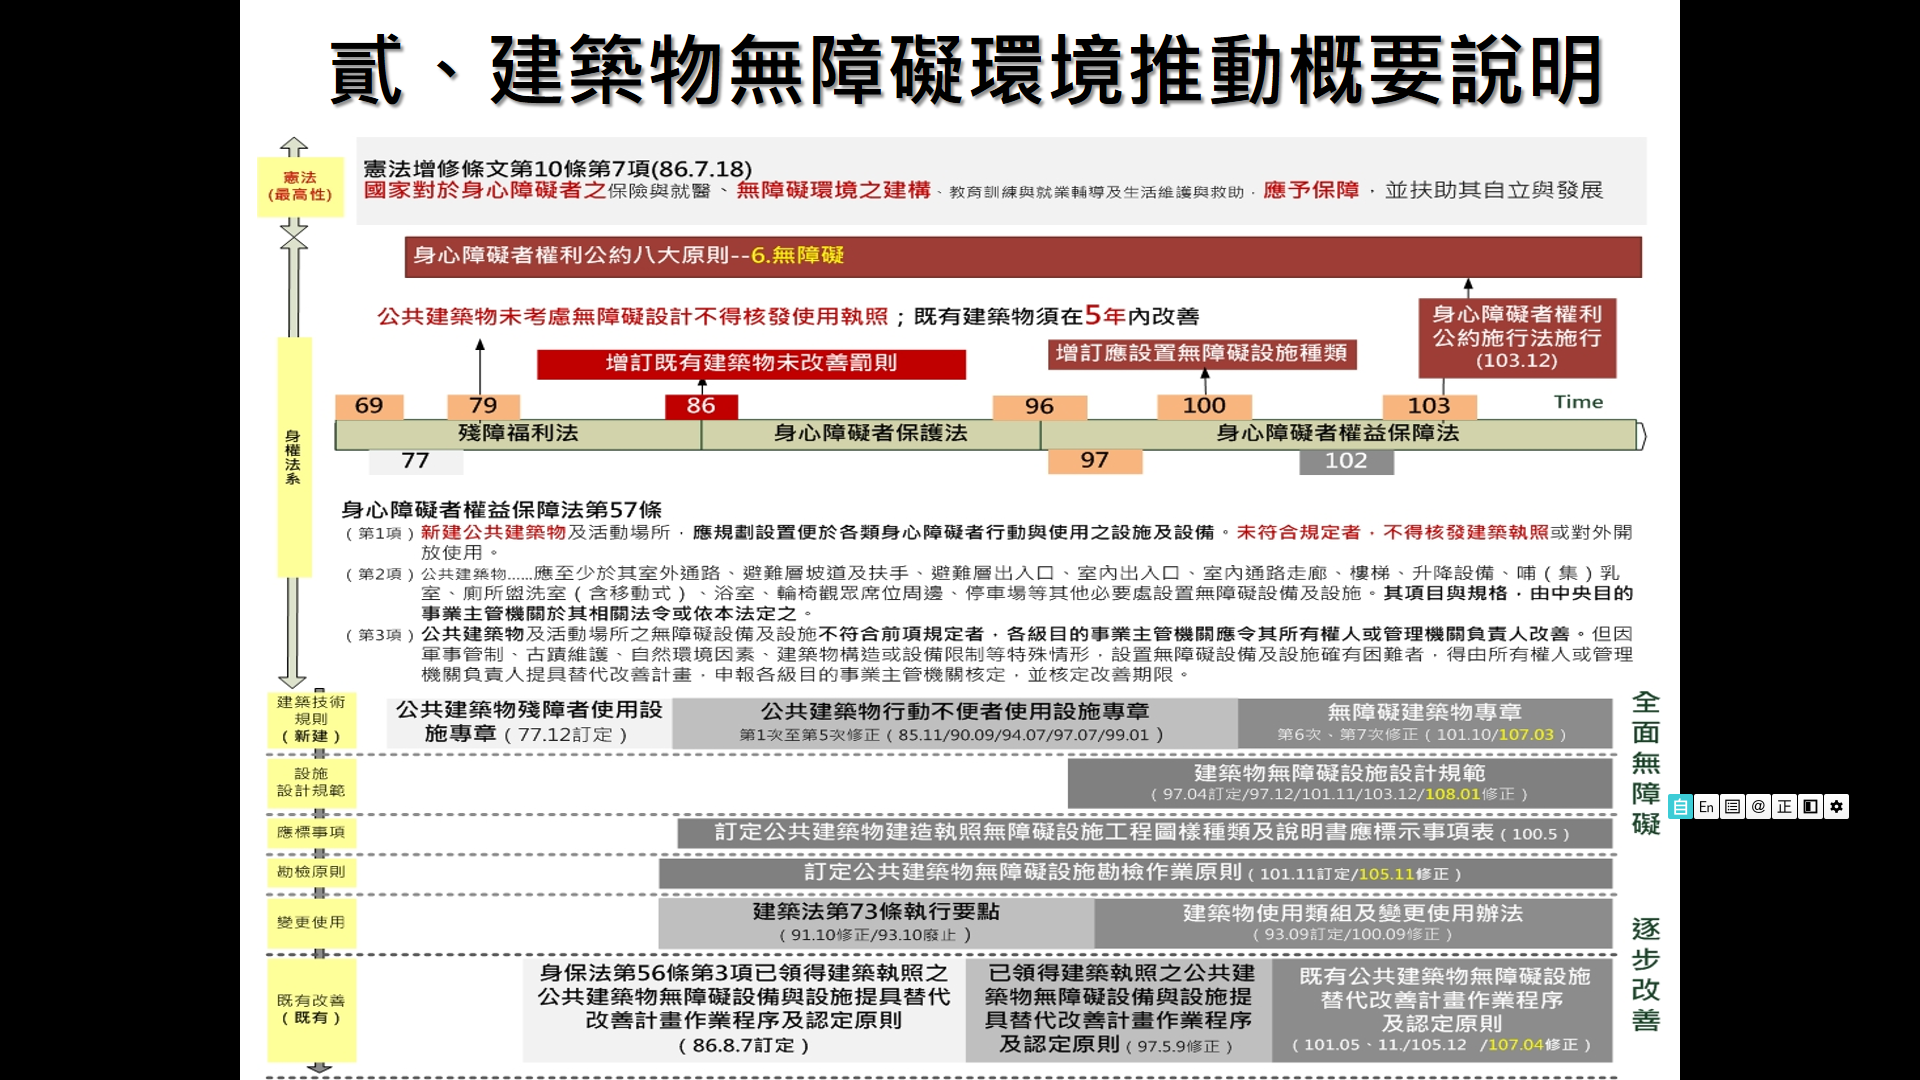 貳、建築物無障礙環境推動概要說明
憲法
(最高性)
憲法增修條文第10條第7項(86.7.18)
國家對於身心障礙者之保險與就醫、無障礙環境之建構、教育訓練與就業輔導及生活維護與救助，應予保障，並扶助其自立與發展
身心障礙者權利公約八大原則--6.無障礙
公共建築物未考慮無障礙設計不得核發使用執照；既有建築物須在5年內改善
身心障礙者權利
公約施行法施行
(103.12)
增訂既有建築物未改善罰則
增訂應設置無障礙設施種類
69
79
86
96
100
103
Time
殘障福利法
身心障礙者保護法
身心障礙者權益保障法
77
97
102
身權法系
身心障礙者權益保障法第57條
（第1項）新建公共建築物及活動場所，應規劃設置便於各類身心障礙者行動與使用之設施及設備。未符合規定者，不得核發建築執照或對外開
放使用。
（第2項）公共建築物......應至少於其室外通路、避難層坡道及扶手、避難層出入口、室內出入口、室內通路走廊、樓梯、升降設備、哺（集）乳
室、廁所盥洗室（含移動式）、浴室、輪椅觀眾席位周邊、停車場等其他必要處設置無障礙設備及設施。其項目與規格，由中央目的
事業主管機關於其相關法令或依本法定之。
（第3項）公共建築物及活動場所之無障礙設備及設施不符合前項規定者，各級目的事業主管機關應令其所有權人或管理機關負責人改善。但因
軍事管制、古蹟維護、自然環境因素、建築物構造或設備限制等特殊情形，設置無障礙設備及設施確有困難者，得由所有權人或管理
機關負責人提具替代改善計畫，申報各級目的事業主管機關核定，並核定改善期限。
建築技術
規則
（新建）
公共建築物殘障者使用設
施專章（77.12訂定）
公共建築物行動不便者使用設施專章
第1次至第5次修正（85.11/90.09/94.07/97.07/99.01）
無障礙建築物專章
第6次、第7次修正（101.10/107.03）
全面無障礙
設施
設計規範
建築物無障礙設施設計規範
（97.04訂定/97.12/101.11/103.12/108.01修正）
應標事項
訂定公共建築物建造執照無障礙設施工程圖樣種類及說明書應標示事項表（100.5）
勘檢原則
訂定公共建築物無障礙設施勘檢作業原則（101.11訂定/105.11修正）
變更使用
建築法第73條執行要點
（91.10修正/93.10廢止）
建築物使用類組及變更使用辦法
（93.09訂定/100.09修正）
逐步改善
既有改善
（既有）
身保法第56條第3項已領得建築執照之
公共建築物無障礙設備與設施提具替代
改善計畫作業程序及認定原則
（86.8.7訂定）
已領得建築執照之公共建
築物無障礙設備與設施提
具替代改善計畫作業程序
及認定原則（97.5.9修正）
既有公共建築物無障礙設施
替代改善計畫作業程序
及認定原則
（101.05、11./105.12 /107.04修正）
En
@
正